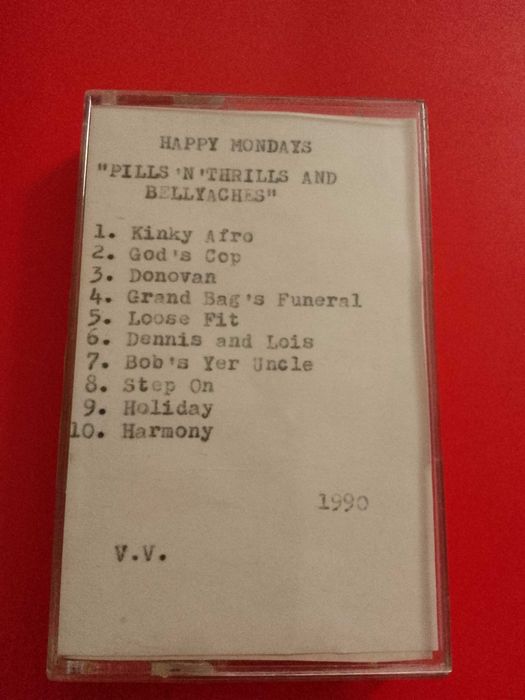 HAPPY MONDAYS
"PILLS 'N'THRILLS AND
BELLYACHES"
1. Kinky Afro
2. God's Cop
3. Donovan
4. Grand Bag's Funeral
5. Loose Fit
6. Dennis and Lois
7. Bob's Yer Uncle
8. Step On
9. Holiday
10. Harmony
1990
V.V.